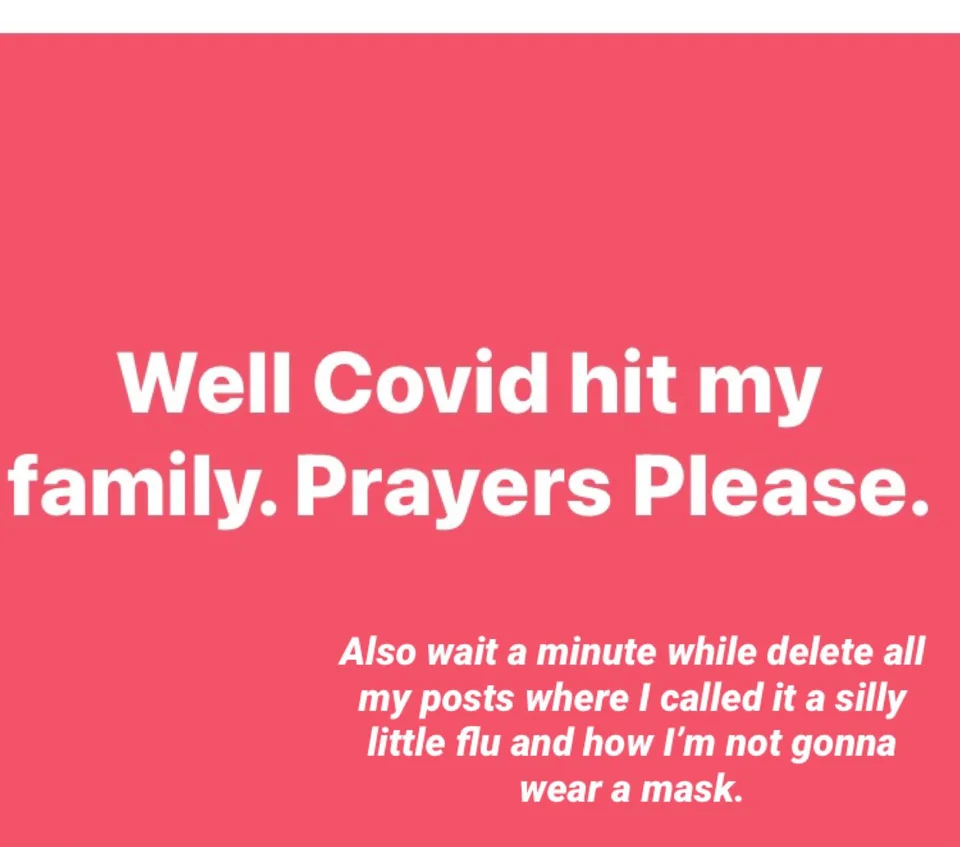 Well Covid hit my
family. Prayers Please.
Also wait a minute while delete all
my posts where I called it a silly
little flu and how I’m not gonna
wear a mask.